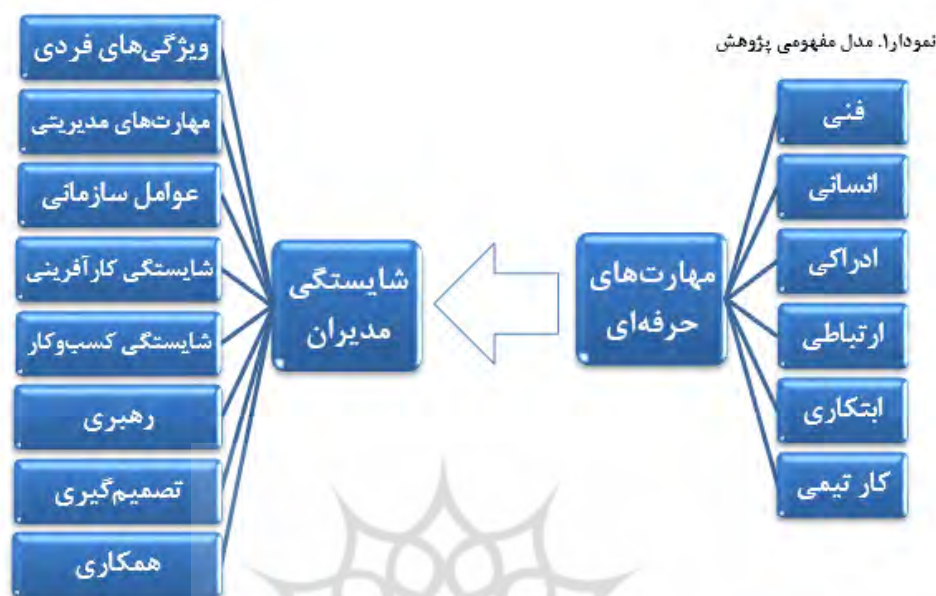 نمودار۱. مدل مفهومی پژوهش
فنی
انسانی
ادراکی
ارتباطی
ابتکاری
کار تیمی
مهارت‌های
حرفه‌ای
شایستگی
مدیران
ویژگی‌های فردی
مهارت‌های مدیریتی
عوامل سازمانی
شایستگی کارآفرینی
شایستگی کسب‌وکار
رهبری
تصمیم‌گیری
همکاری